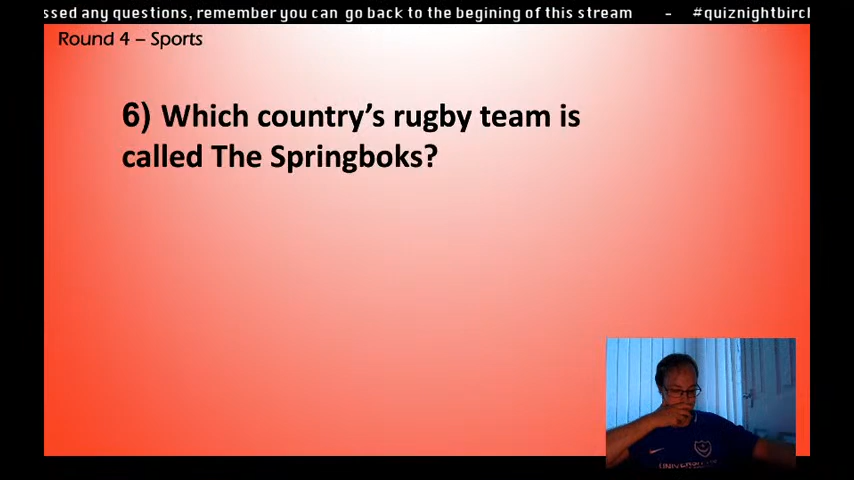 ssed any questions, remember you can go back to the begining of this stream - #quiznightbirch
Round 4 – Sports
6) Which country's rugby team is
called The Springboks?